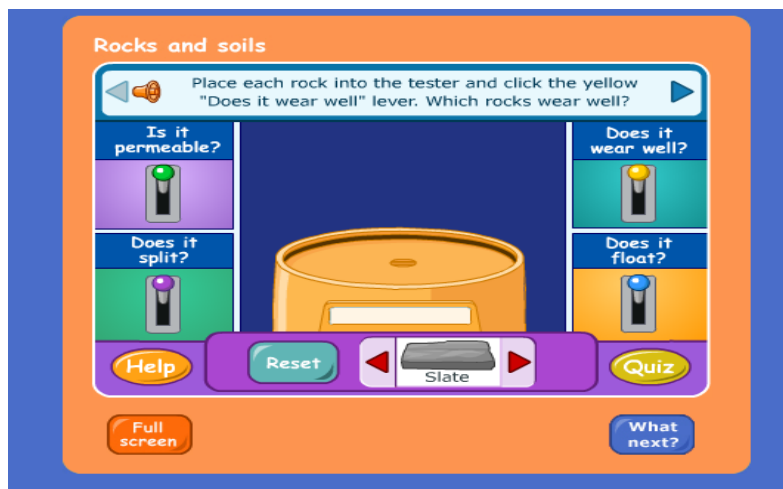 Rocks and soils
Place each rock into the tester and click the yellow
"Does it wear well" lever. Which rocks wear well?
Is it
permeable?
Does it
wear well?
Does it
split?
Does it
float?
Help
Reset
Slate
Quiz
Full
screen
What
next?